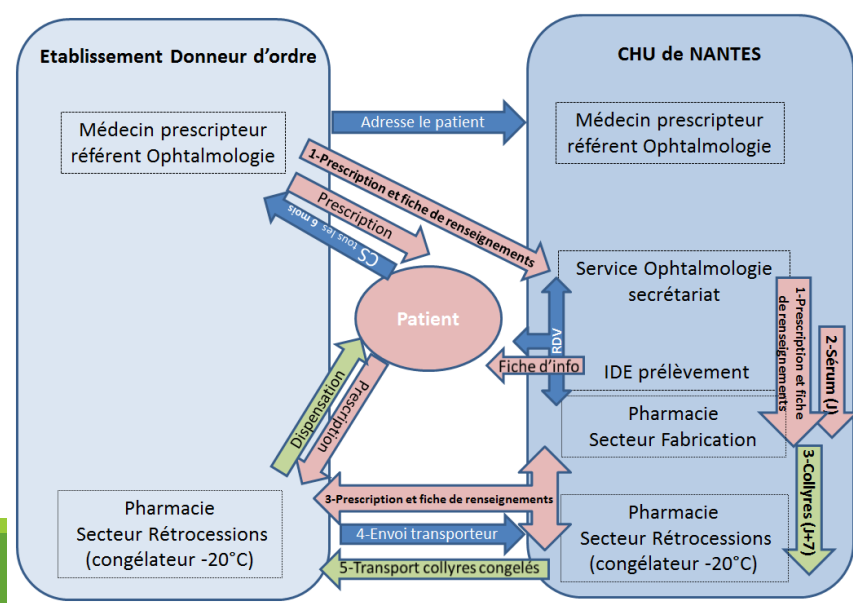 Etablissement Donneur d'ordre
CHU de NANTES
Médecin prescripteur
référent Ophtalmologie
Adresse le patient
Médecin prescripteur
référent Ophtalmologie
1-Prescription et fiche de renseignements
Prescription
CS tous les 6 mois
Service Ophtalmologie
secrétariat
Patient
RDV
Fiche d'info
IDE prélèvement
1-Prescription et fiche
de renseignements
2-Sérum (J)
Dispensation
Prescription
Pharmacie
Secteur Fabrication
3-Collyres (J+7)
Pharmacie
Secteur Rétrocessions
(congélateur -20°C)
3-Prescription et fiche de renseignements
4-Envoi transporteur
5-Transport collyres congelés
Pharmacie
Secteur Rétrocessions
(congélateur -20°C)